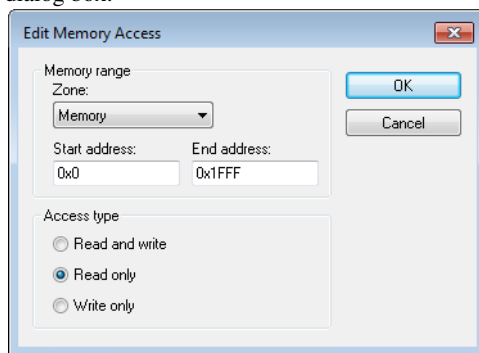 dialog box.
Edit Memory Access
Memory range
Zone:
Memory
Start address:
End address:
0x0
0x1FFF
OK
Cancel
Access type
Read and write
Read only
Write only